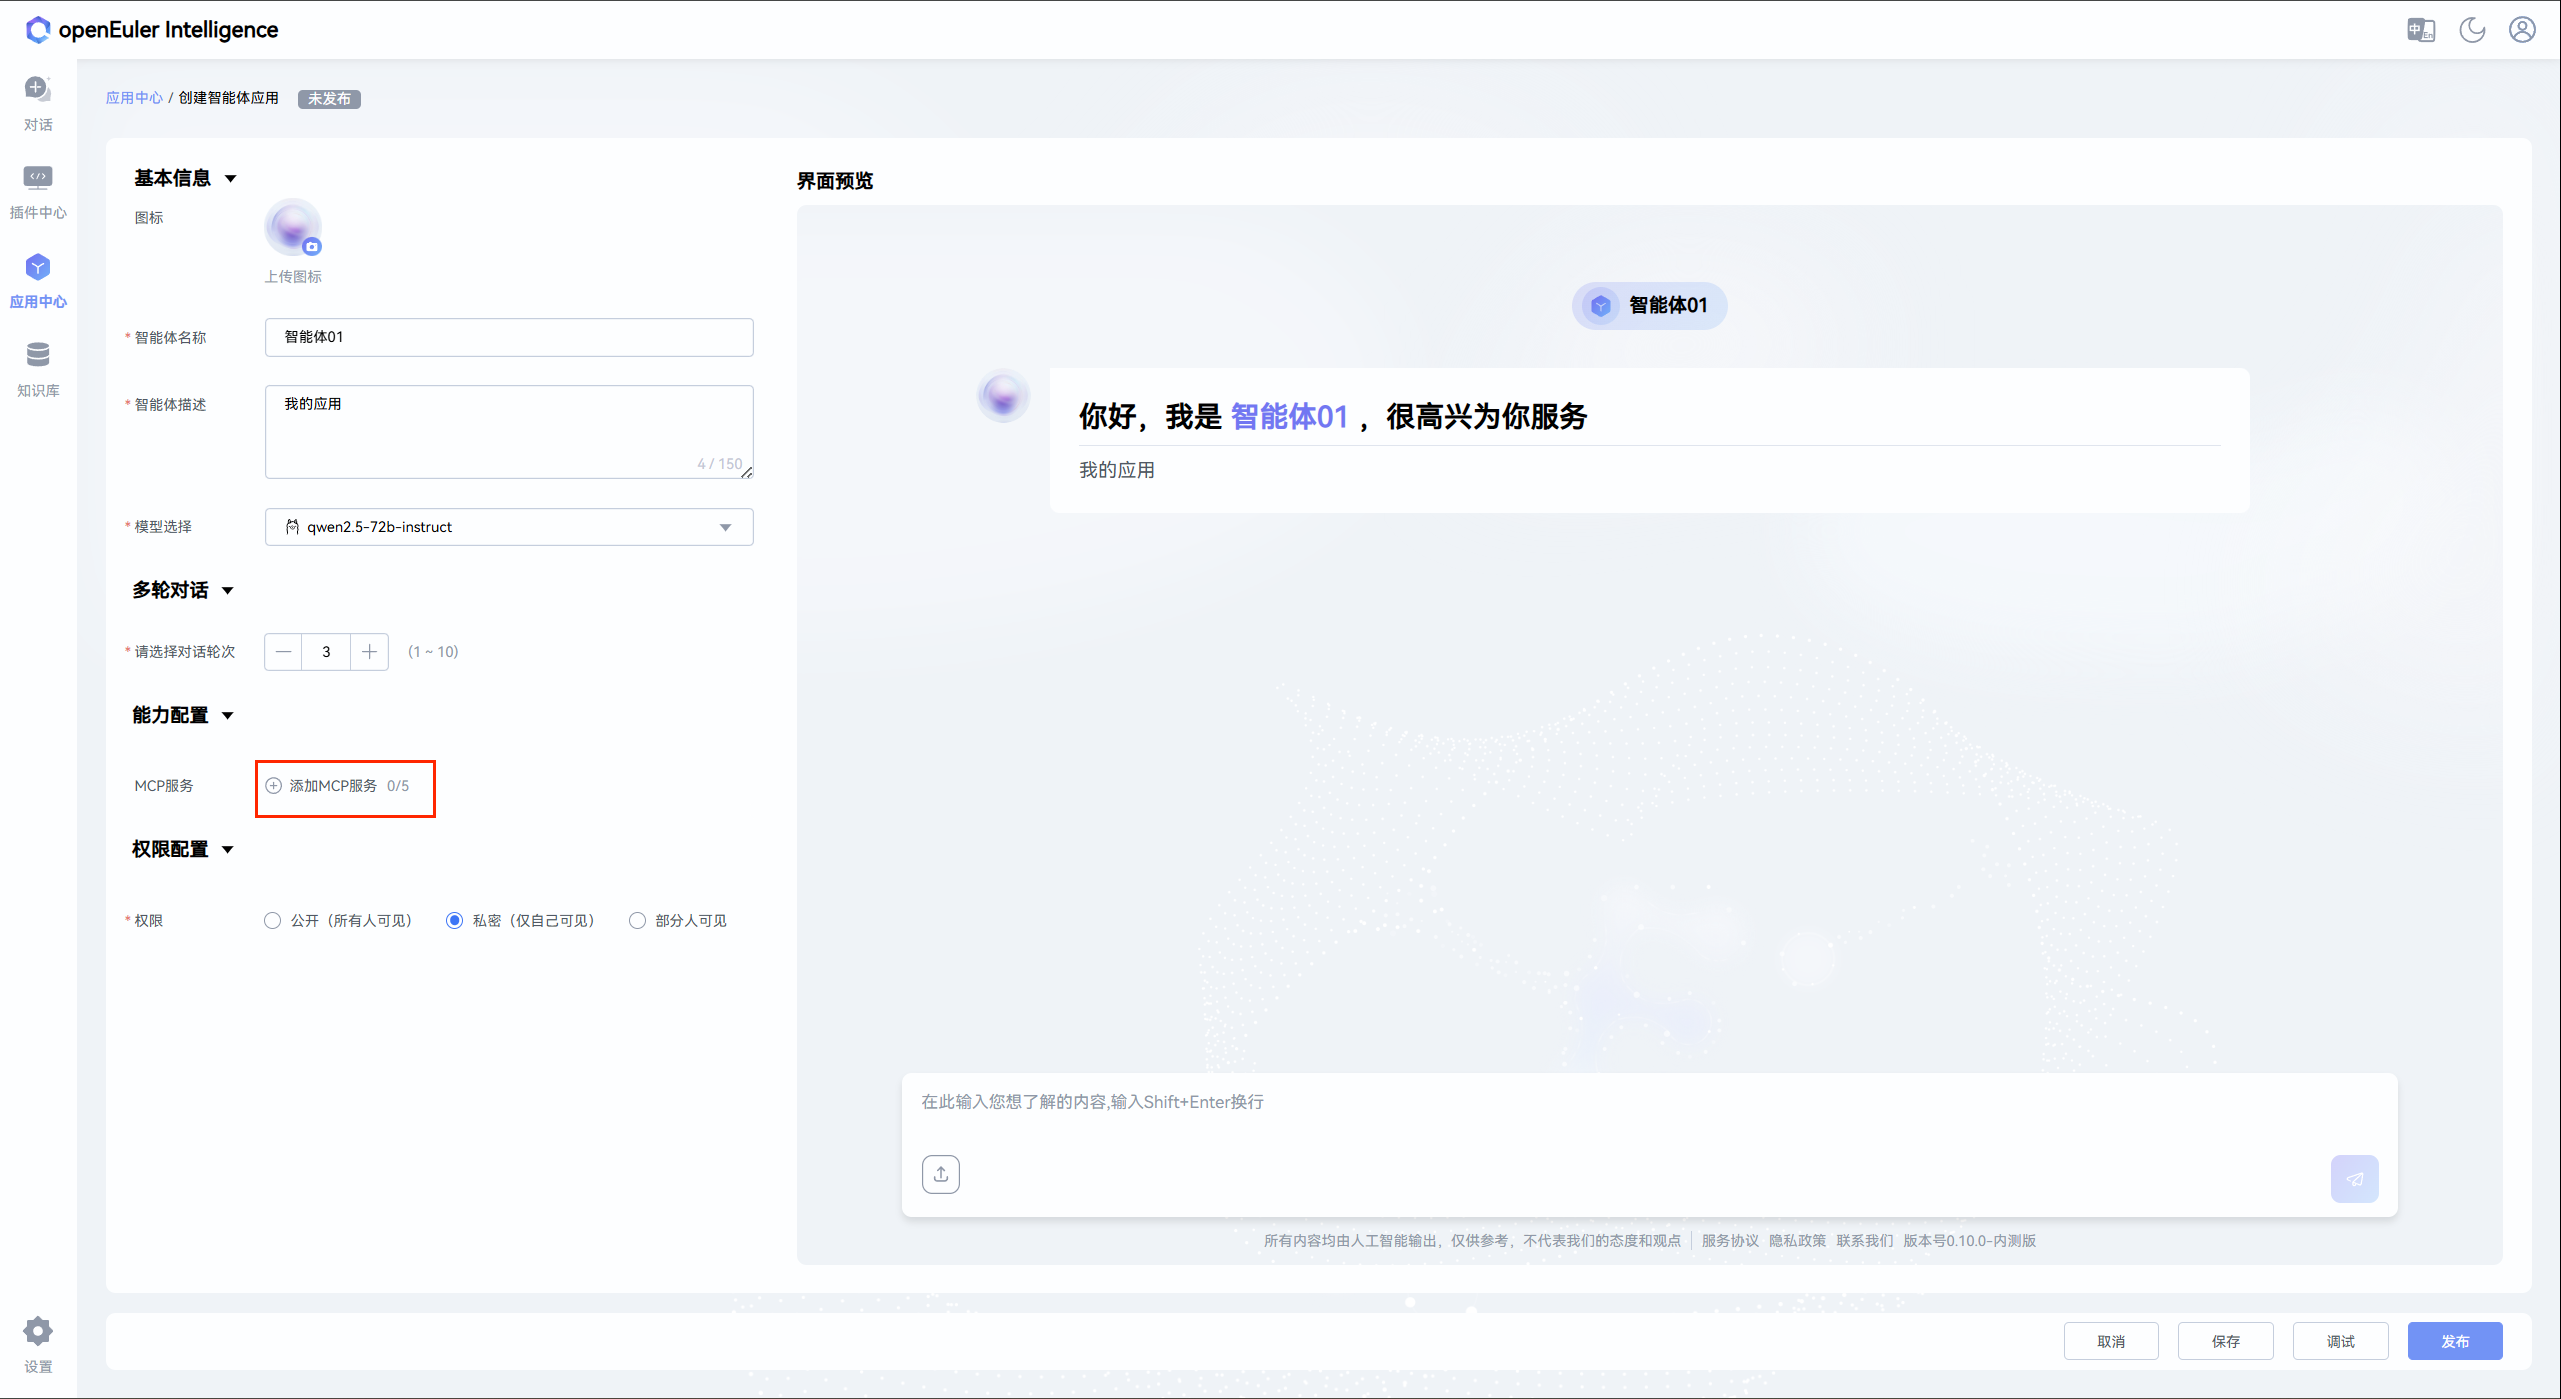 openEuler Intelligence
中 En
对话
插件中心
应用中心
知识库
设置
应用中心 / 创建智能体应用 未发布
基本信息
图标
上传图标
* 智能体名称 智能体01
* 智能体描述 我的应用
4 / 150
* 模型选择 qwen2.5-72b-instruct
多轮对话
* 请选择对话轮次 3 (1 ~ 10)
能力配置
MCP服务 添加MCP服务 0/5
权限配置
* 权限 公开（所有人可见） 私密（仅自己可见） 部分人可见
界面预览
智能体01
你好，我是 智能体01 ，很高兴为你服务
我的应用
在此输入您想了解的内容,输入Shift+Enter换行
所有内容均由人工智能输出，仅供参考，不代表我们的态度和观点 服务协议 隐私政策 联系我们 版本号0.10.0-内测版
取消 保存 调试 发布